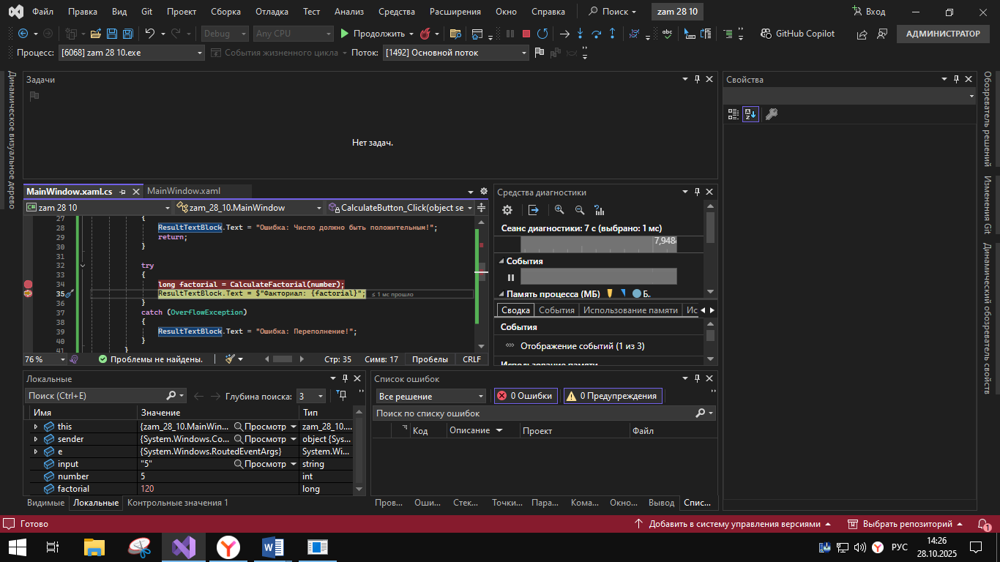 Файл Правка Вид Git Проект Сборка Отладка Тест Анализ Средства Расширения Окно Справка Поиск zam 28 10 Вход
Debug Any CPU Продолжить GitHub Copilot АДМИНИСТРАТОР
Процесс: [6068] zam 28 10.exe События жизненного цикла Поток: [1492] Основной поток
Динамическое визуальное дерево
Задачи
Нет задач.
MainWindow.xaml.cs MainWindow.xaml
zam 28 10 zam_28_10.MainWindow CalculateButton_Click(object se
27 {
28 ResultTextBlock.Text = "Ошибка: Число должно быть положительным!";
29 return;
30 }
31
32 try
33 {
34 long factorial = CalculateFactorial(number);
35 ResultTextBlock.Text = $"Факториал: {factorial}"; ≤ 1 мс прошло
36 }
37 catch (OverflowException)
38 {
39 ResultTextBlock.Text = "Ошибка: Переполнение!";
40 }
41 }
76 % Проблемы не найдены. Стр: 35 Симв: 17 Пробелы CRLF
Средства диагностики
Сеанс диагностики: 7 с (выбрано: 1 мс)
7,948
События
Память процесса (МБ) Б..
Сводка События Использование памяти Ис
События
Отображение событий (1 из 3)
Использование памяти
Локальные
Поиск (Ctrl+E) Глубина поиска: 3
Имя Значение Тип
this {zam_28_10.MainWin... Просмотр zam_28_10....
sender {System.Windows.Co... Просмотр object {Sys...
e {System.Windows.RoutedEventArgs} System.Wi...
input "5" Просмотр string
number 5 int
factorial 120 long
Видимые Локальные Контрольные значения 1
Список ошибок
Все решение 0 Ошибки 0 Предупреждения
Поиск по списку ошибок
Код Описание Проект Файл
Пров... Оши... Стек... Точки... Пара... Кома... Окно... Вывод Спис...
Свойства
Обозреватель решений
Изменения Git
Динамический обозреватель свойств
Готово Добавить в систему управления версиями Выбрать репозиторий 1
РУС 14:26
28.10.2025